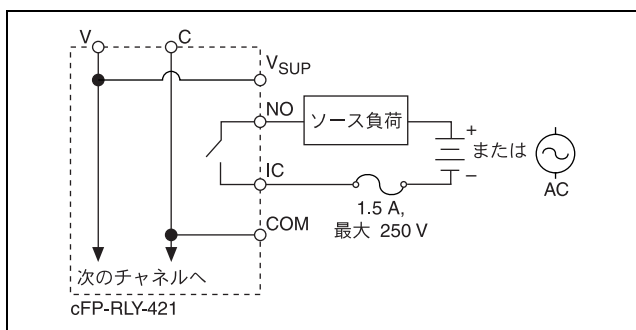 V
C
VSUP
NO
ソース負荷
+
または
−
AC
IC
1.5 A,
最大 250 V
COM
次のチャネルへ
cFP-RLY-421